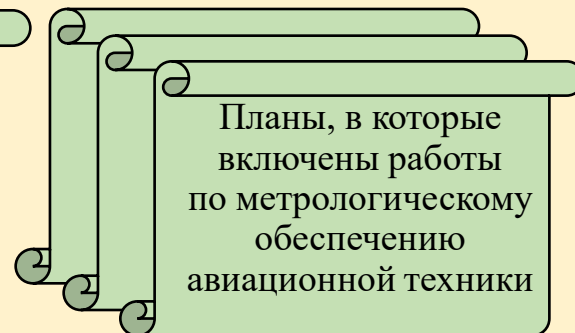 Планы, в которые
включены работы
по метрологическому
обеспечению
авиационной техники